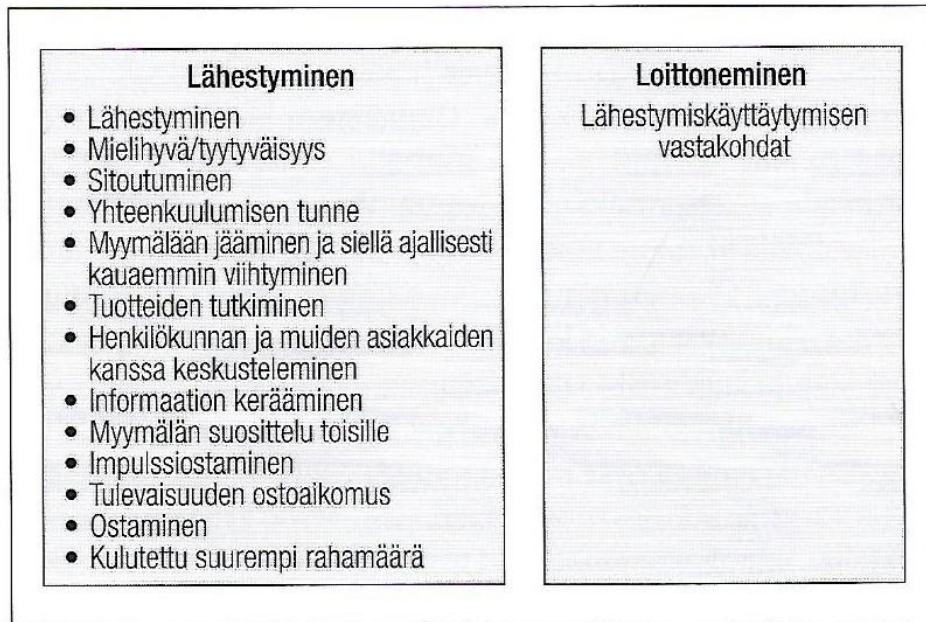 Lähestyminen
• Lähestyminen
• Mielihyvä/tyytyväisyys
• Sitoutuminen
• Yhteenkuulumisen tunne
• Myymälään jääminen ja siellä ajallisesti
kauaemmin viihtyminen
• Tuotteiden tutkiminen
• Henkilökunnan ja muiden asiakkaiden
kanssa keskusteleminen
• Informaation kerääminen
• Myymälän suosittelu toisille
• Impulssiostaminen
• Tulevaisuuden ostoaikomus
• Ostaminen
• Kulutettu suurempi rahamäärä
Loittoneminen
Lähestymiskäyttäytymisen
vastakohdat